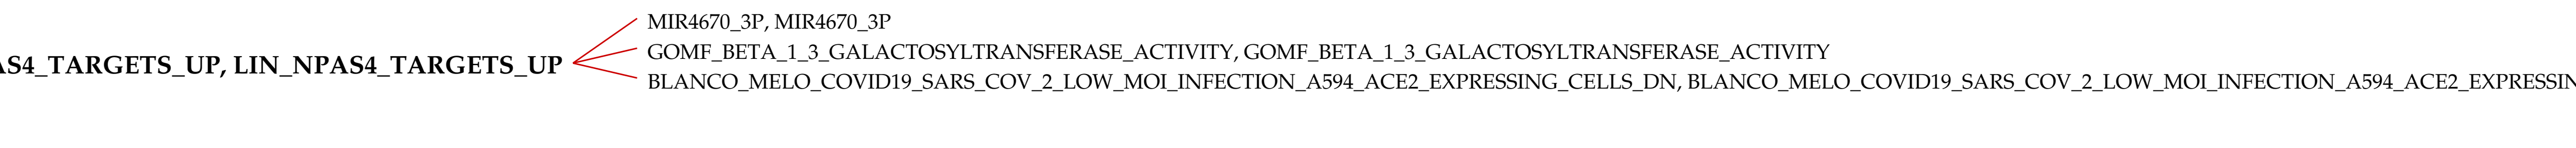 MIR4670_3P, MIR4670_3P
GOMF_BETA_1_3_GALACTOSYLTRANSFERASE_ACTIVITY, GOMF_BETA_1_3_GALACTOSYLTRANSFERASE_ACTIVITY
AS4_TARGETS_UP, LIN_NPAS4_TARGETS_UP
BLANCO_MELO_COVID19_SARS_COV_2_LOW_MOI_INFECTION_A594_ACE2_EXPRESSING_CELLS_DN, BLANCO_MELO_COVID19_SARS_COV_2_LOW_MOI_INFECTION_A594_ACE2_EXPRESSIN